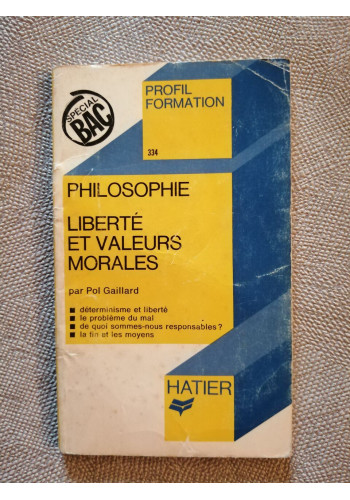 SPÉCIAL
BAC
PROFIL
FORMATION
334
PHILOSOPHIE
LIBERTÉ
ET VALEURS
MORALES
par Pol Gaillard
déterminisme et liberté
le problème du mal
de quoi sommes-nous responsables ?
la fin et les moyens
HATIER